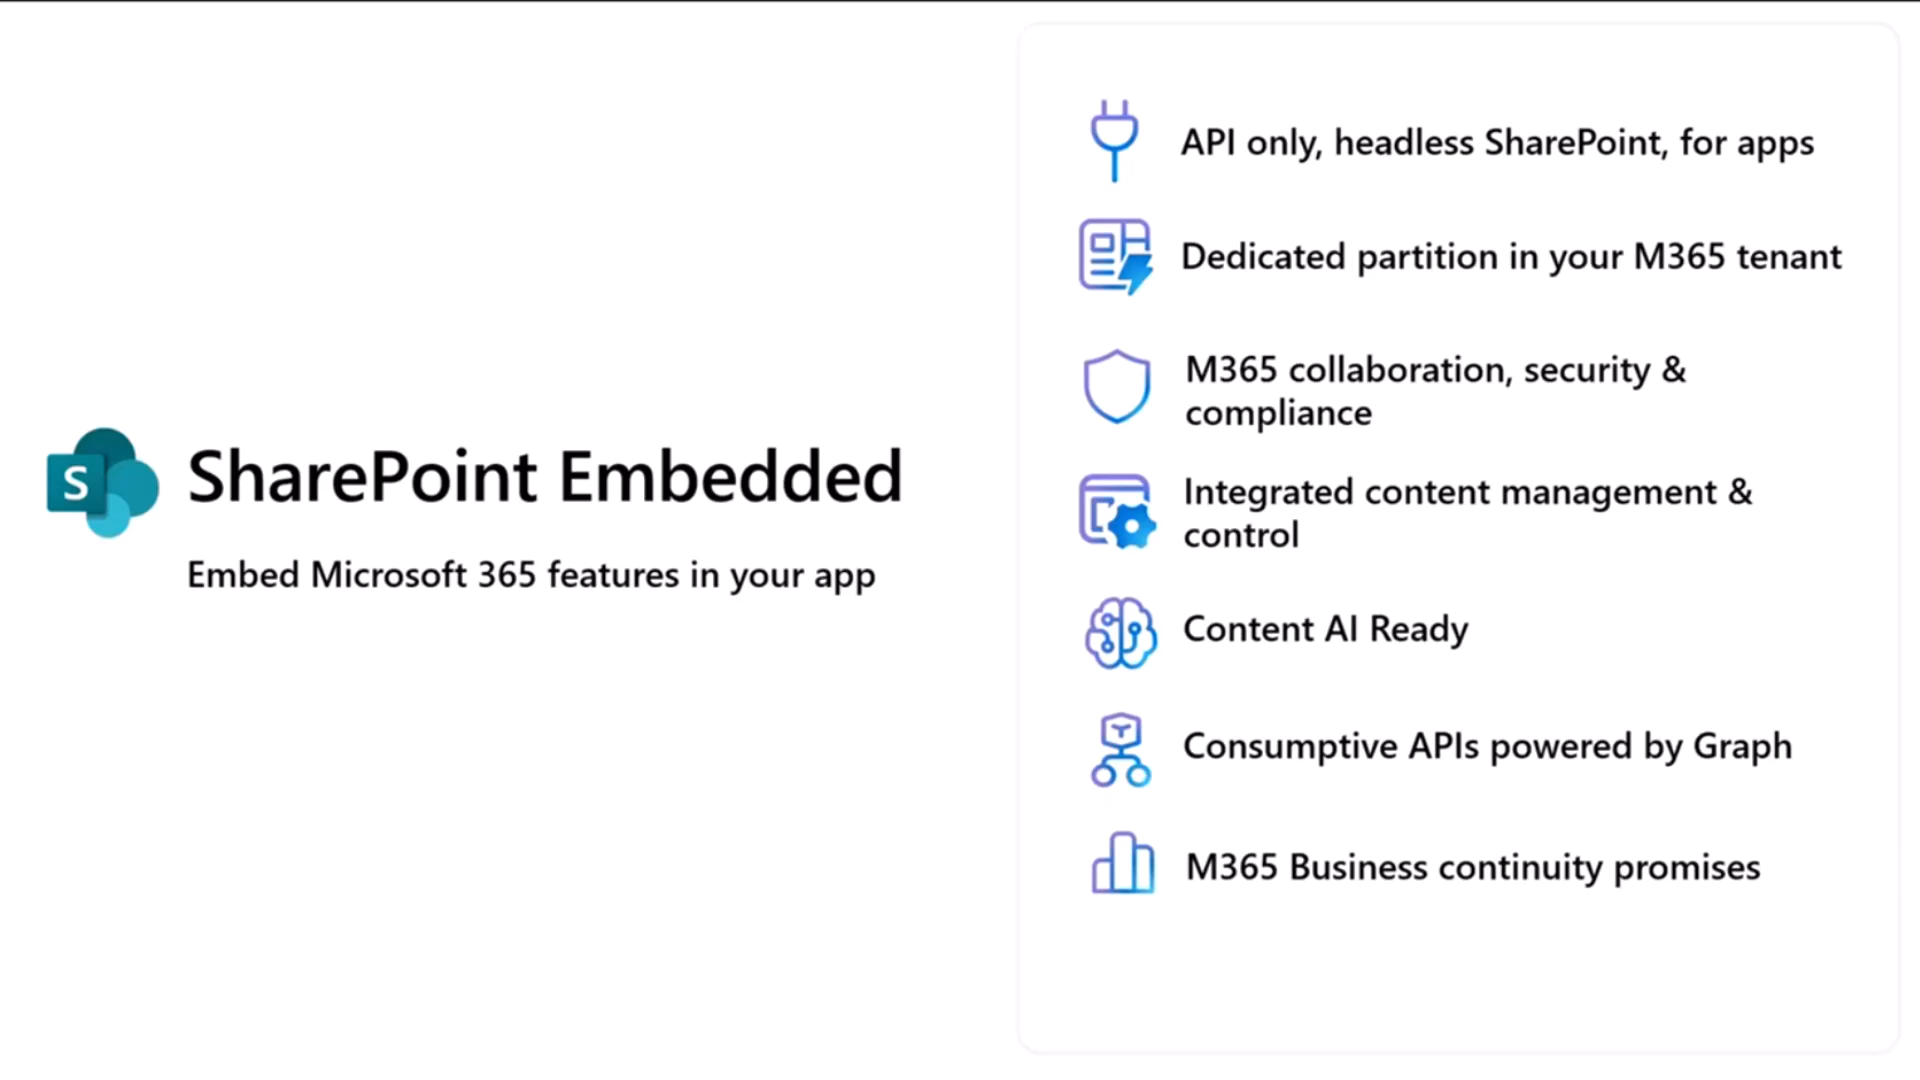 S
SharePoint Embedded
Embed Microsoft 365 features in your app
API only, headless SharePoint, for apps
Dedicated partition in your M365 tenant
M365 collaboration, security &
compliance
Integrated content management &
control
Content AI Ready
Consumptive APIs powered by Graph
M365 Business continuity promises